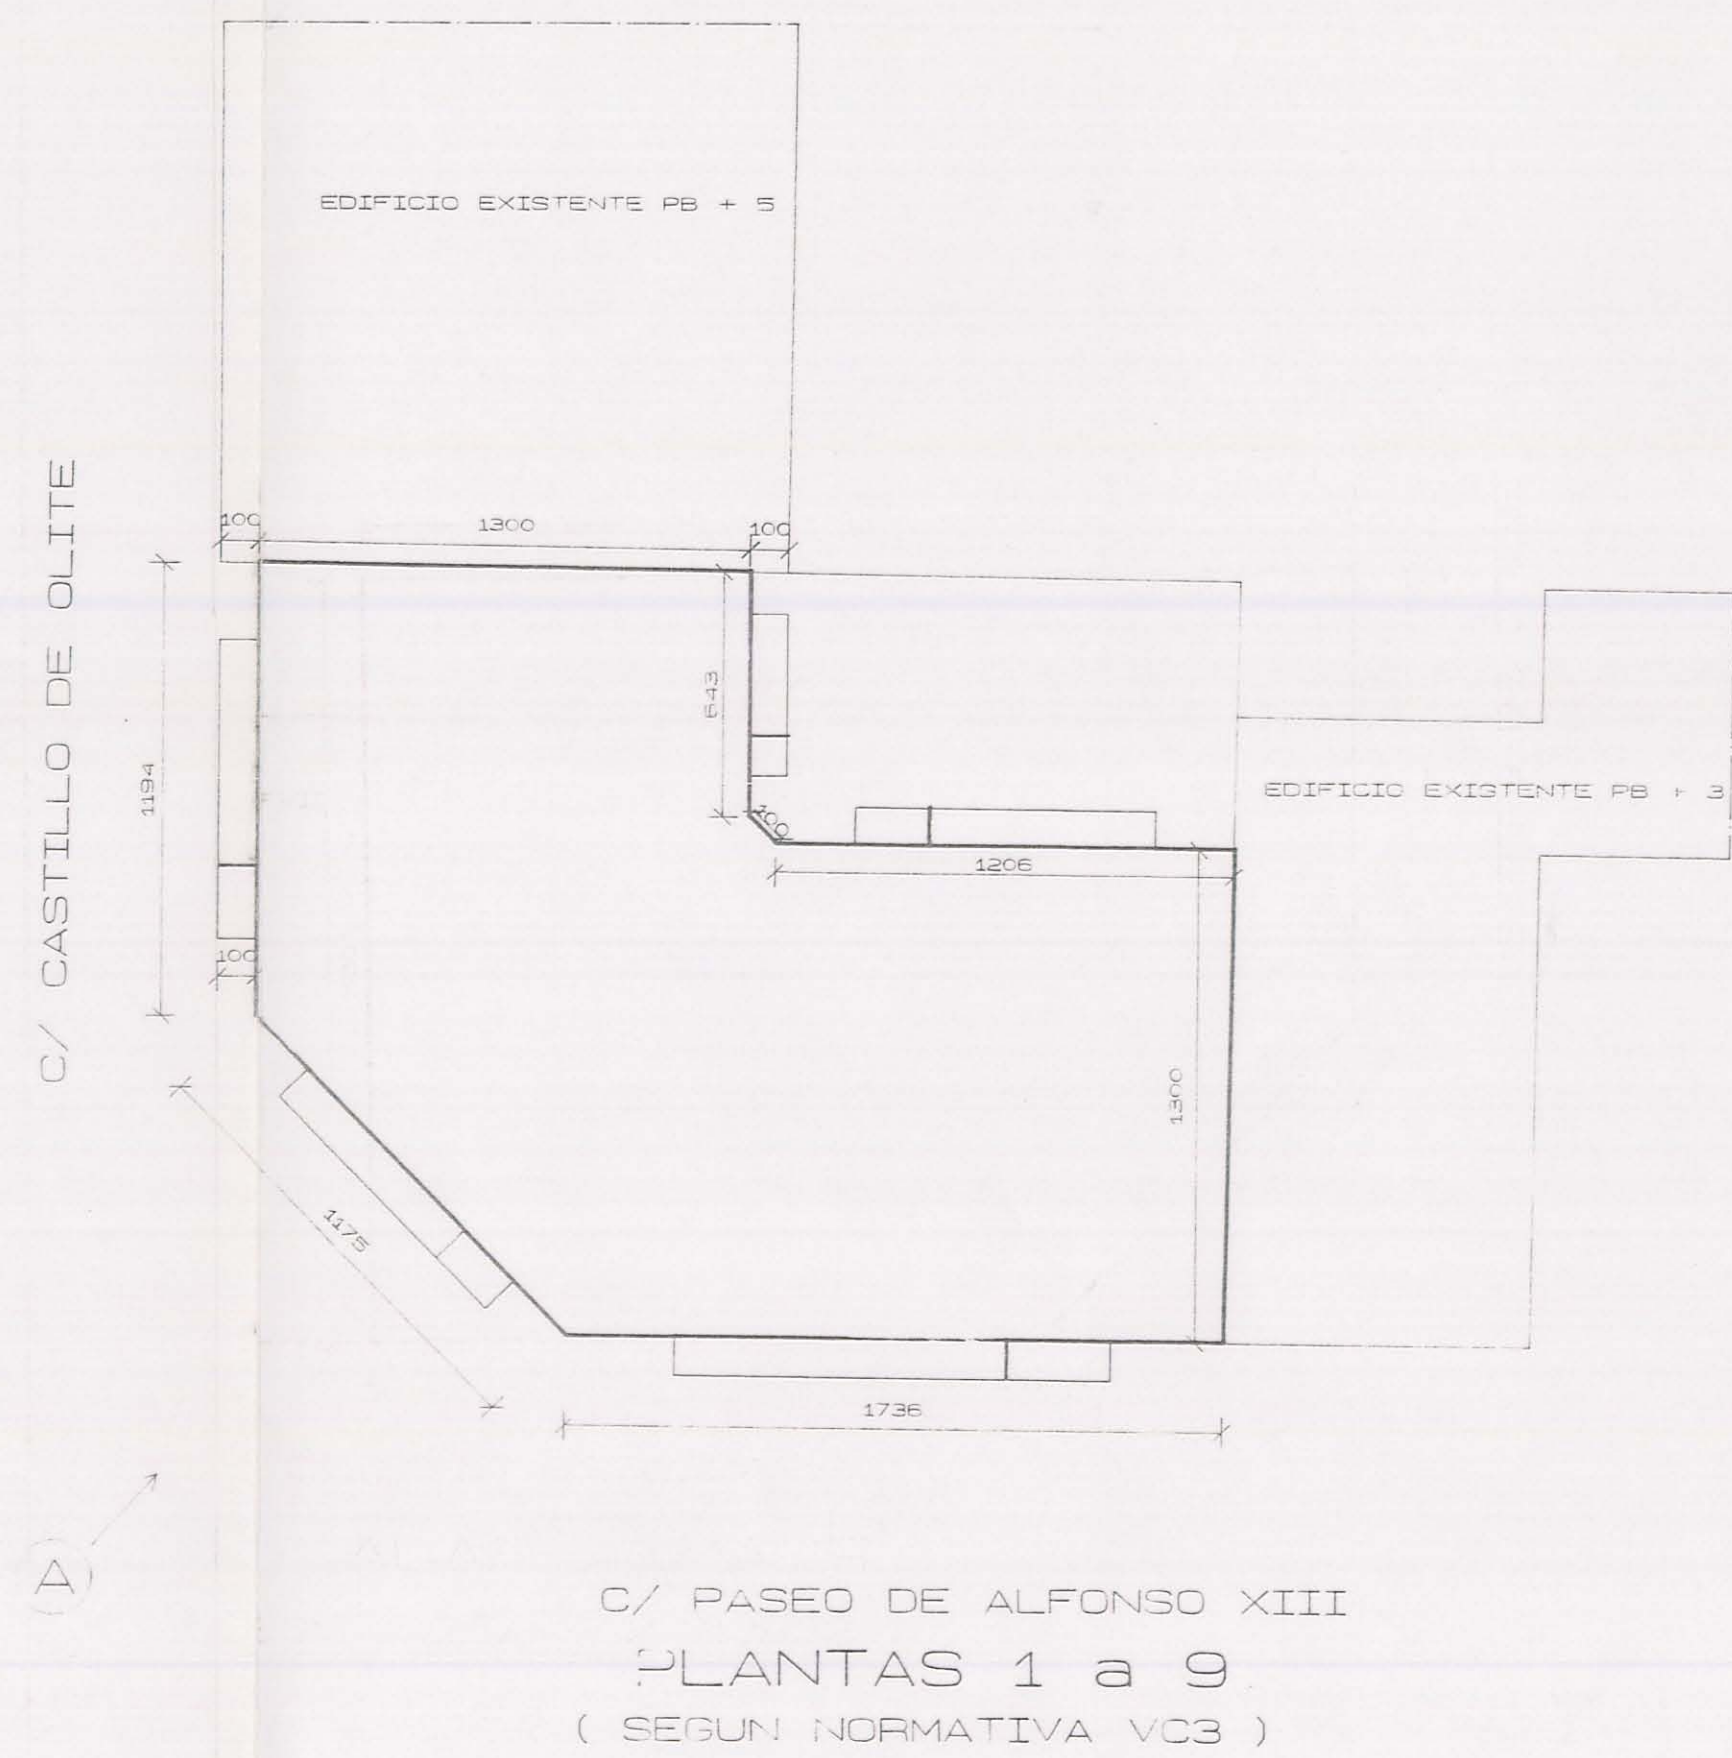 EDIFICIO EXISTENTE PB + 5
C/ CASTILLO DE OLITE
100
1300
100
643
1194
100
EDIFICIO EXISTENTE PB + 3
1206
100
1300
1175
1736
A
C/ PASEO DE ALFONSO XIII
PLANTAS 1 a 9
( SEGUN NORMATIVA VC3 )